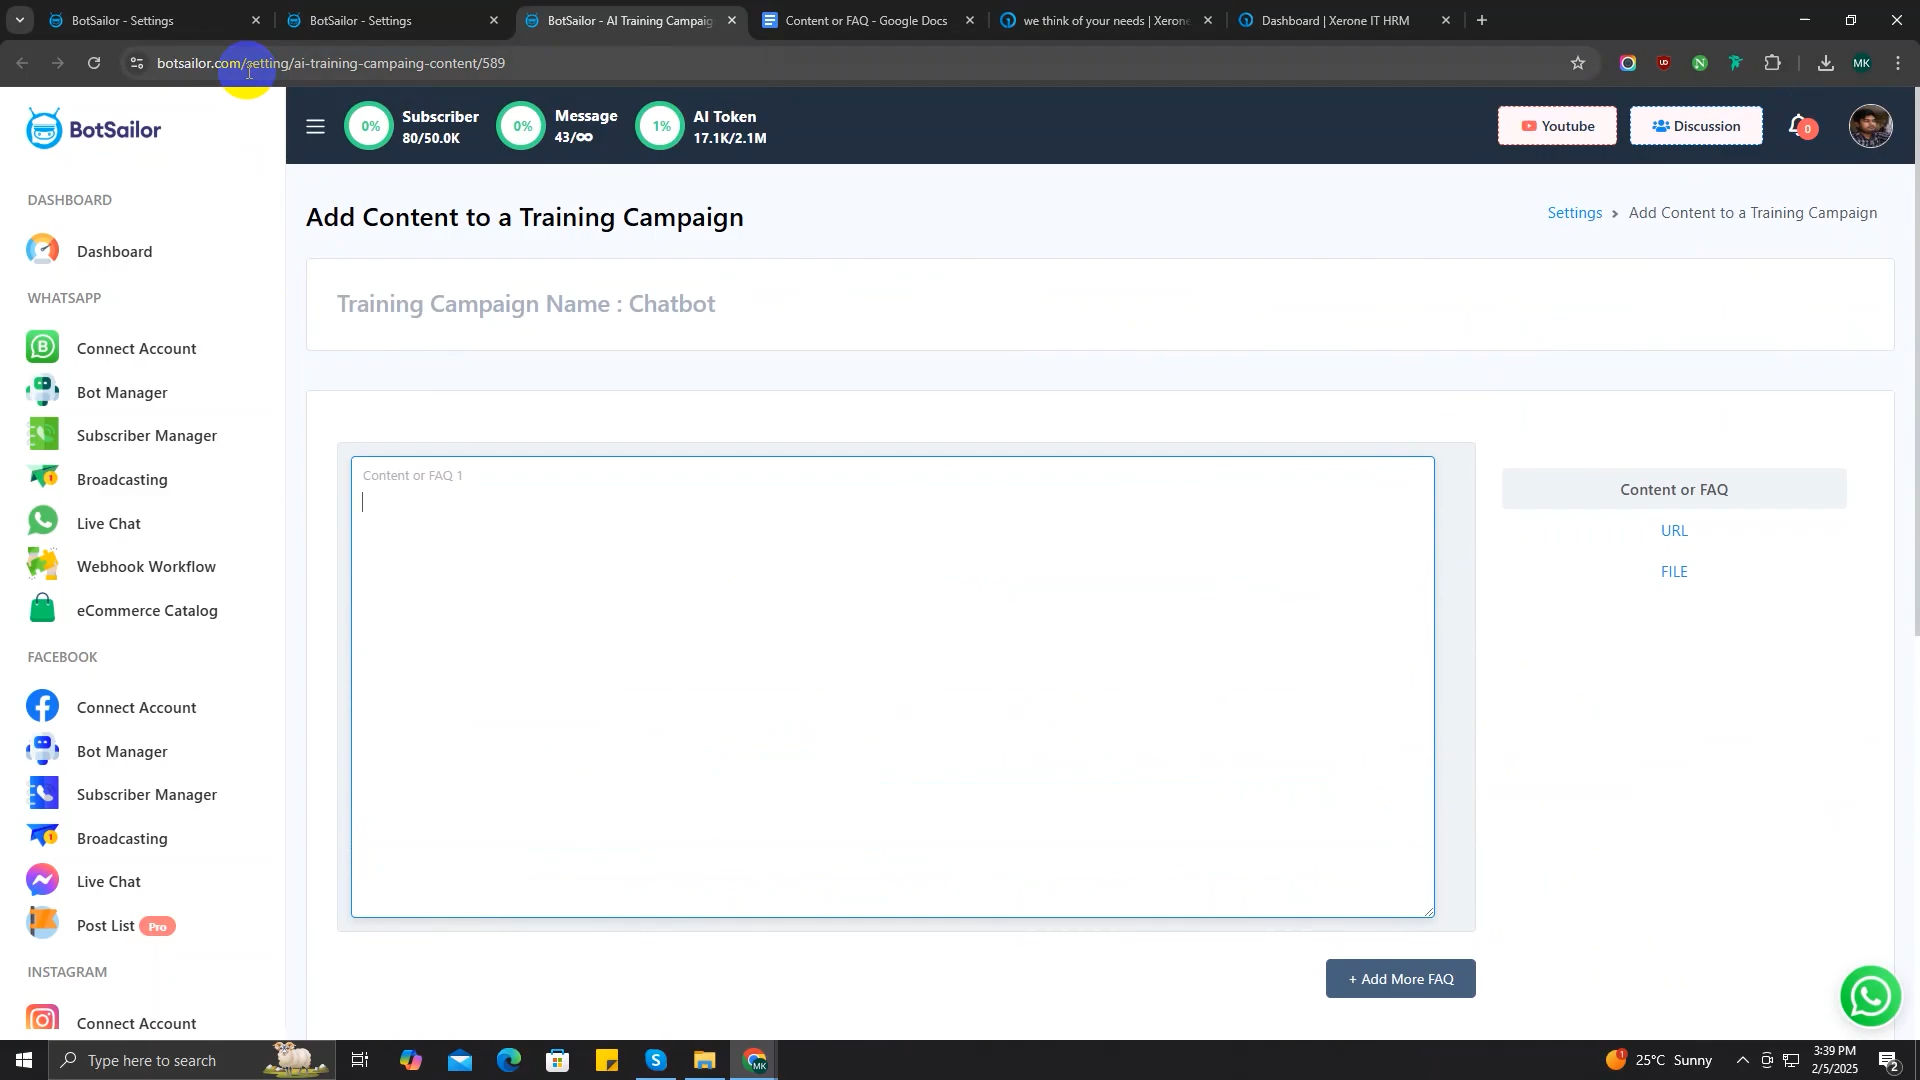 BotSailor - Settings
BotSailor - Settings
BotSailor - AI Training Campaig
Content or FAQ - Google Docs
we think of your needs | Xerone
Dashboard | Xerone IT HRM
botsailor.com/setting/ai-training-campaing-content/589
MK
BotSailor
0%
Subscriber
80/50.0K
0%
Message
43/∞
1%
AI Token
17.1K/2.1M
Youtube
Discussion
0
DASHBOARD
Dashboard
WHATSAPP
Connect Account
Bot Manager
Subscriber Manager
Broadcasting
Live Chat
Webhook Workflow
eCommerce Catalog
FACEBOOK
Connect Account
Bot Manager
Subscriber Manager
Broadcasting
Live Chat
Post List Pro
INSTAGRAM
Connect Account
Add Content to a Training Campaign
Settings > Add Content to a Training Campaign
Training Campaign Name : Chatbot
Content or FAQ 1
Content or FAQ
URL
FILE
+ Add More FAQ
Type here to search
25°C Sunny
3:39 PM
2/5/2025
2